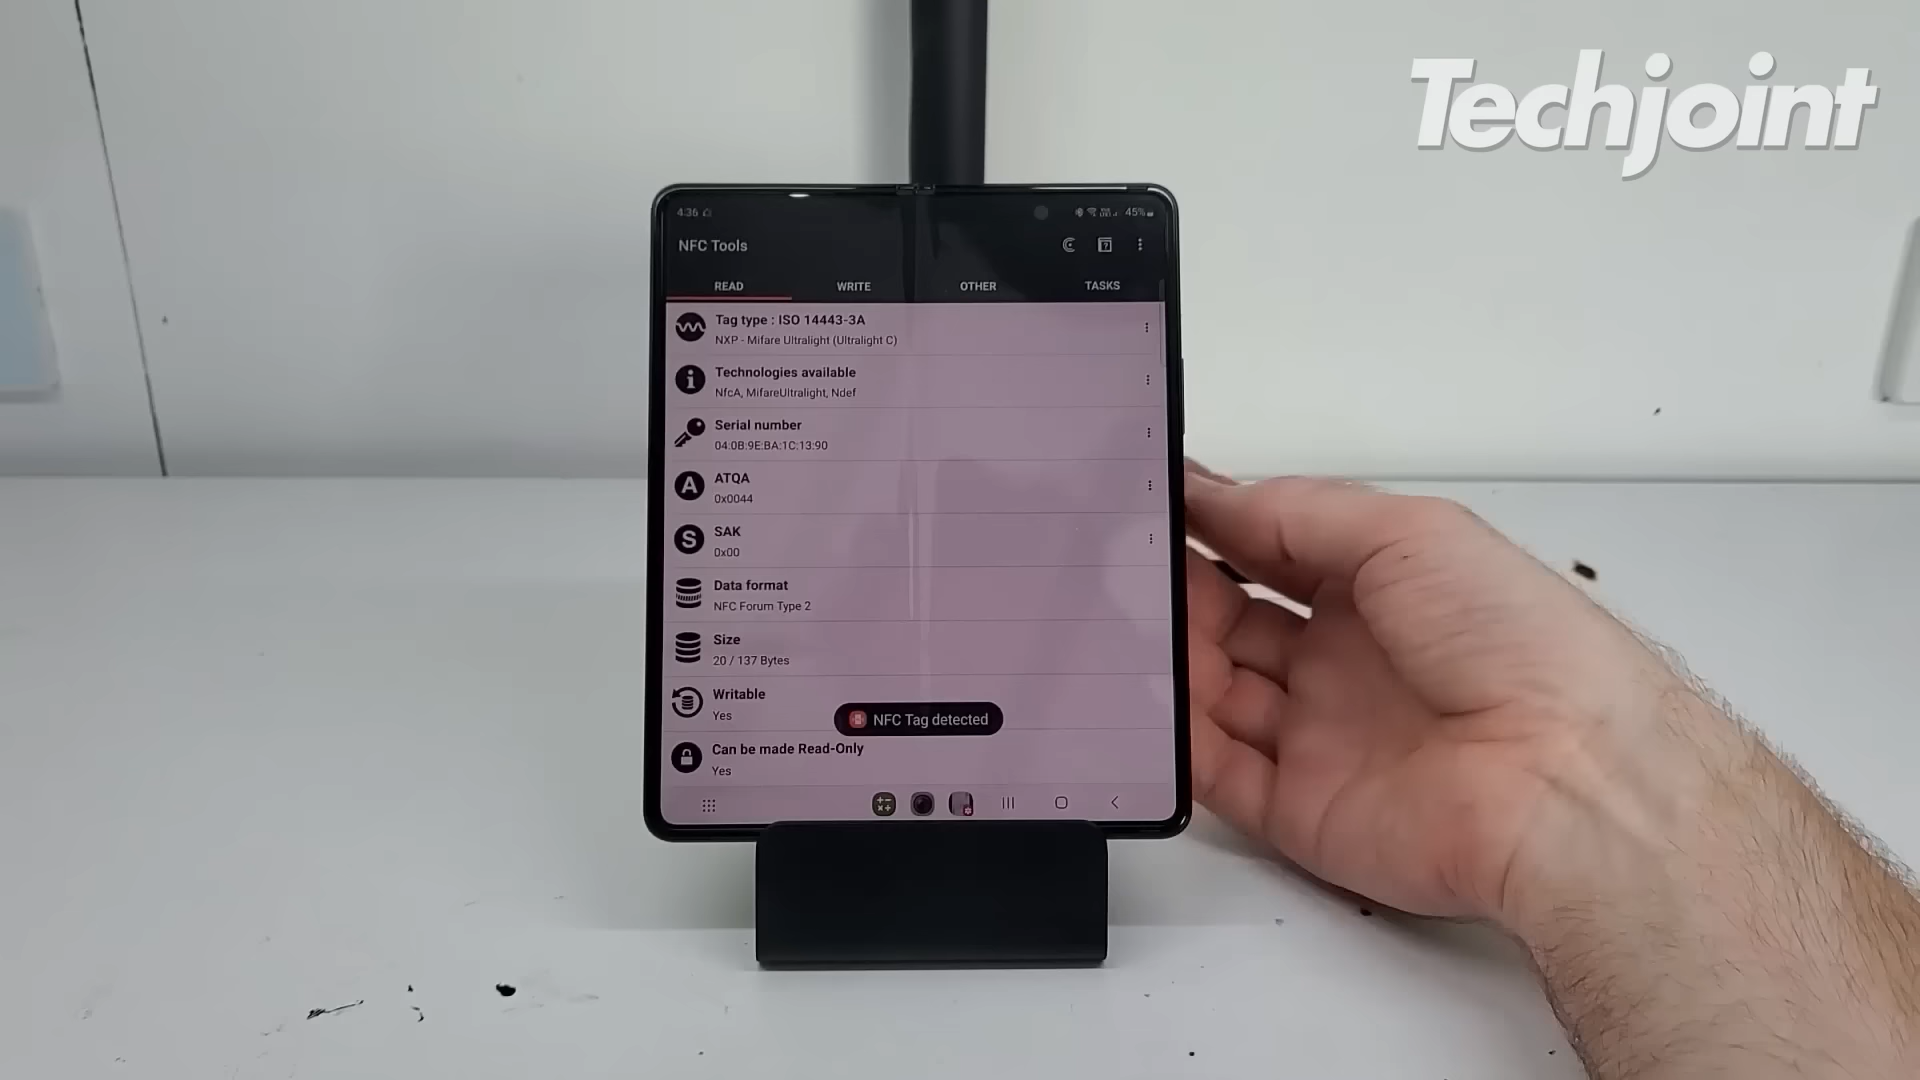 Techjoint
4:36
45%
NFC Tools
READ WRITE OTHER TASKS
Tag type : ISO 14443-3A
NXP - Mifare Ultralight (Ultralight C)
Technologies available
NfcA, MifareUltralight, Ndef
Serial number
04:0B:9E:BA:1C:13:90
A ATQA
0x0044
S SAK
0x00
Data format
NFC Forum Type 2
Size
20 / 137 Bytes
Writable
Yes
NFC Tag detected
Can be made Read-Only
Yes